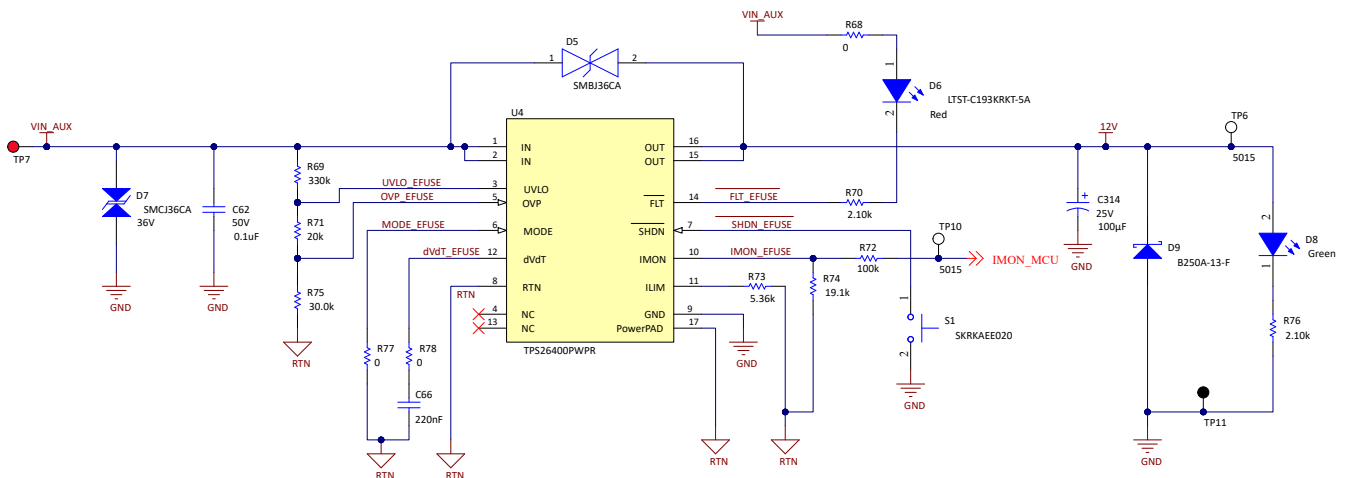 VIN_AUX
R68
0
D5
1
2
SMBJ36CA
1
D6
LTST-C193KRKT-5A
2
Red
U4
VIN_AUX
TP7
12V
TP6
5015
1
IN
OUT
16
2
IN
OUT
15
R69
330k
D7
SMCJ36CA
36V
C62
50V
0.1uF
UVLO_EFUSE
3
UVLO
OVP_EFUSE
5
OVP
FLT
14
FLT_EFUSE
R70
2.10k
C314
25V
100µF
GND
R71
20k
MODE_EFUSE
6
MODE
SHDN
7
SHDN_EFUSE
TP10
5015
2
D8
Green
1
dVdT_EFUSE
12
dVdT
IMON
10
IMON_EFUSE
R72
100k
IMON_MCU
D9
B250A-13-F
RTN
8
RTN
ILIM
11
R73
5.36k
R74
19.1k
R75
30.0k
GND
GND
4
NC
GND
9
13
NC
PowerPAD
17
TPS26400PWPR
GND
1
S1
SKRKAEE020
2
GND
R76
2.10k
RTN
R77
0
R78
0
C66
220nF
TP11
RTN
RTN
RTN
RTN
GND